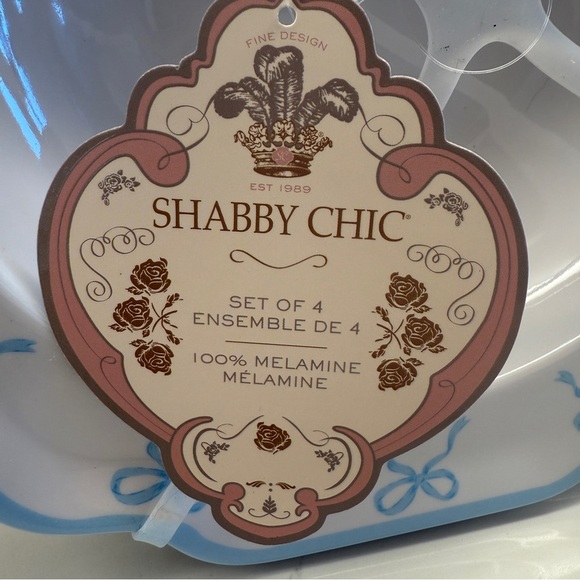 FINE DESIGN
EST 1989
SHABBY CHIC®
SET OF 4
ENSEMBLE DE 4
100% MELAMINE
MÉLAMINE